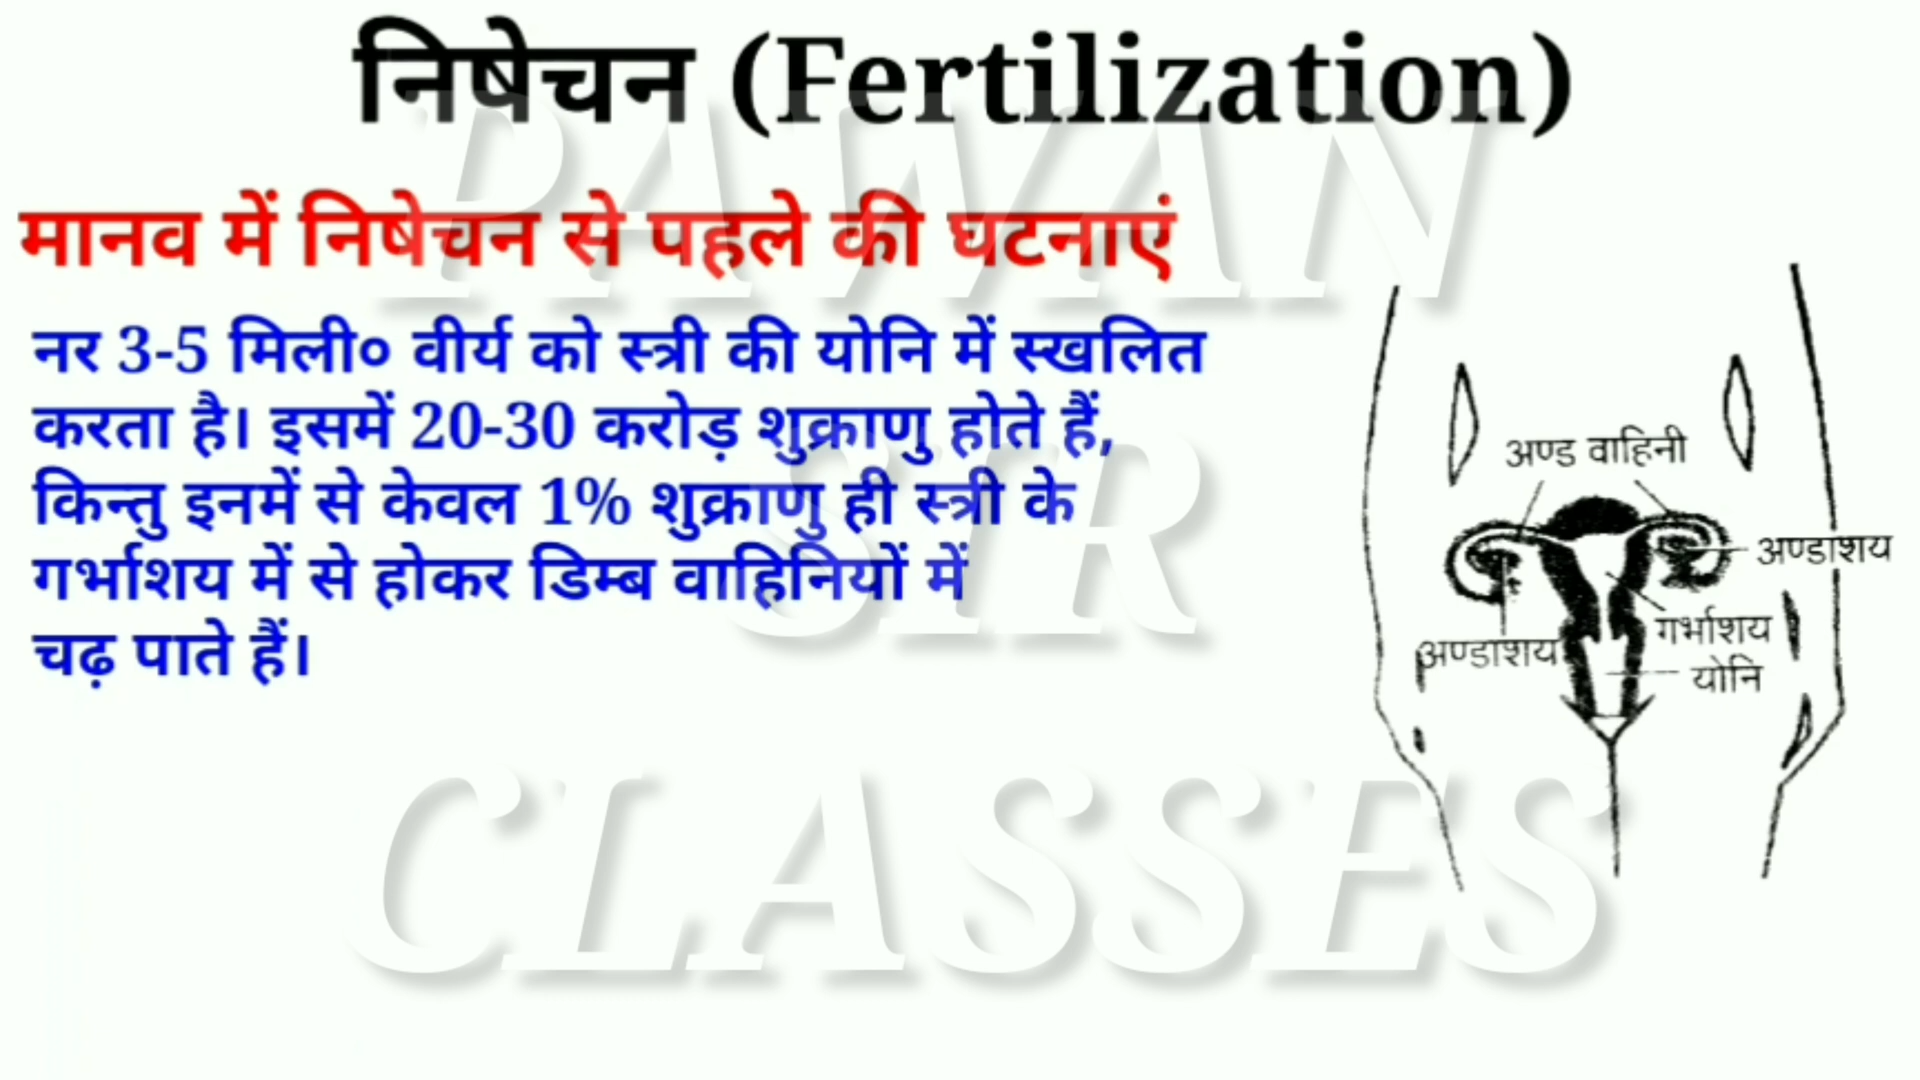 निषेचन (Fertilization)
मानव में निषेचन से पहले की घटनाएं
नर 3-5 मिली० वीर्य को स्त्री की योनि में स्खलित
करता है। इसमें 20-30 करोड़ शुक्राणु होते हैं,
किन्तु इनमें से केवल 1% शुक्राणु ही स्त्री के
गर्भाशय में से होकर डिम्ब वाहिनियों में
चढ़ पाते हैं।
अण्ड वाहिनी
अण्डाशय
गर्भाशय
अण्डाशय
योनि
PAWAN
SIR
CLASSES